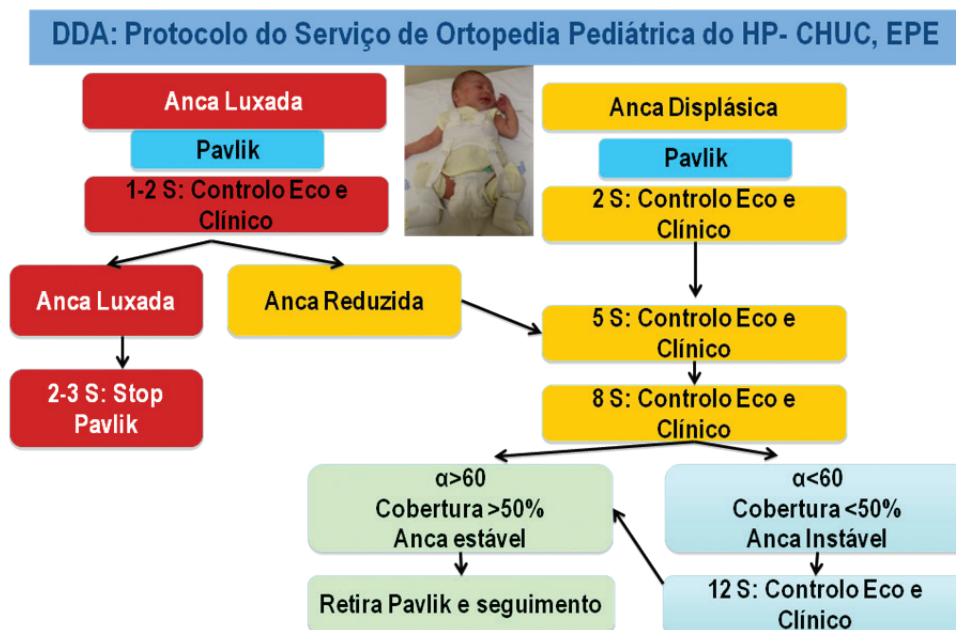 DDA: Protocolo do Serviço de Ortopedia Pediátrica do HP- CHUC, EPE
Anca Luxada
Pavlik
1-2 S: Controlo Eco e
Clínico
Anca Luxada
Anca Reduzida
2-3 S: Stop
Pavlik
Anca Displásica
Pavlik
2 S: Controlo Eco e
Clínico
5 S: Controlo Eco e
Clínico
8 S: Controlo Eco e
Clínico
α>60
Cobertura >50%
Anca estável
Retira Pavlik e seguimento
α<60
Cobertura <50%
Anca Instável
12 S: Controlo Eco e
Clínico